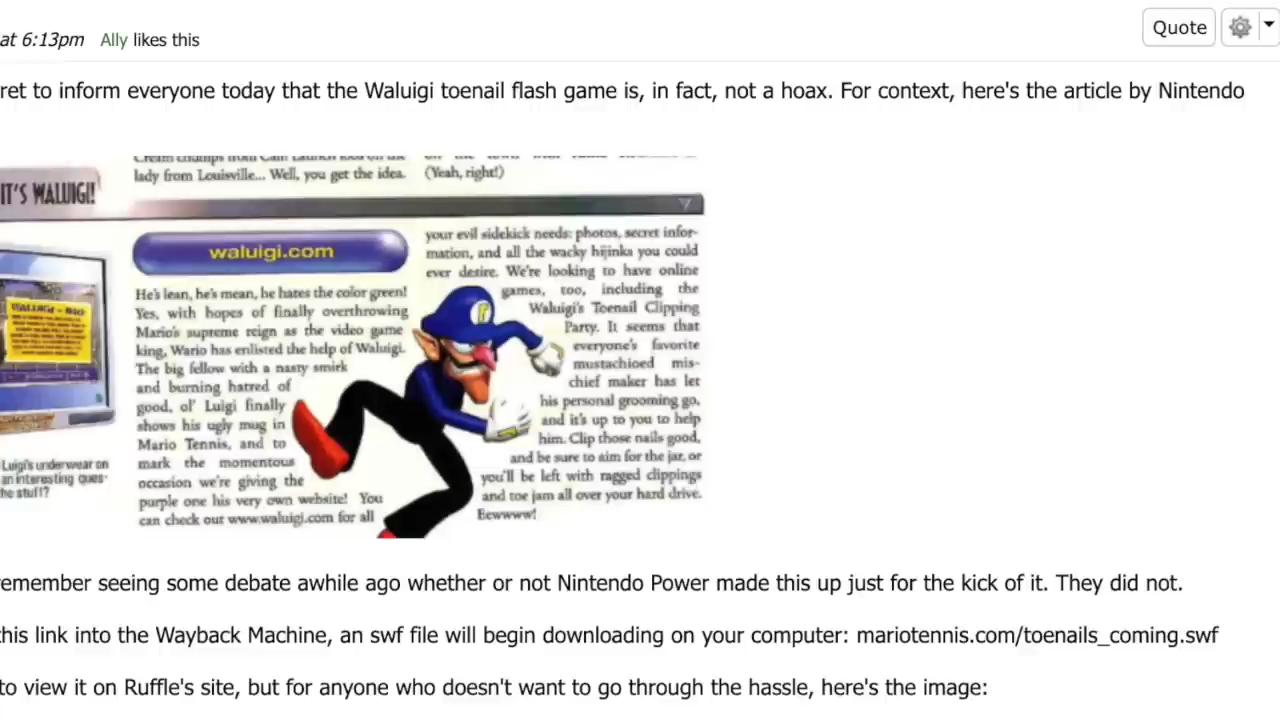 at 6:13pm Ally likes this
Quote
ret to inform everyone today that the Waluigi toenail flash game is, in fact, not a hoax. For context, here's the article by Nintendo
lady from Louisville... Well, you get the idea.
(Yeah, right!)
IT'S WALUIGI!
waluigi.com
He's lean, he's mean, he hates the color green!
Yes, with hopes of finally overthrowing
Mario's supreme reign as the video game
king, Wario has enlisted the help of Waluigi.
The big fellow with a nasty smirk
and burning hatred of
good, ol' Luigi finally
shows his ugly mug in
Mario Tennis, and to
mark the momentous
occasion we're giving the
purple one his very own website! You
can check out www.waluigi.com for all
your evil sidekick needs: photos, secret infor-
mation, and all the wacky hijinks you could
ever desire. We're looking to have online
games, too, including the
Waluigi's Toenail Clipping
Party. It seems that
everyone's favorite
mustachioed mis-
chief maker has let
his personal grooming go,
and it's up to you to help
him. Clip those nails good,
and be sure to aim for the jar, or
you'll be left with ragged clippings
and toe jam all over your hard drive.
Eewwww!
Luigi's underwear on
an interesting ques-
he stuff?
emember seeing some debate awhile ago whether or not Nintendo Power made this up just for the kick of it. They did not.
this link into the Wayback Machine, an swf file will begin downloading on your computer: mariotennis.com/toenails_coming.swf
to view it on Ruffle's site, but for anyone who doesn't want to go through the hassle, here's the image: